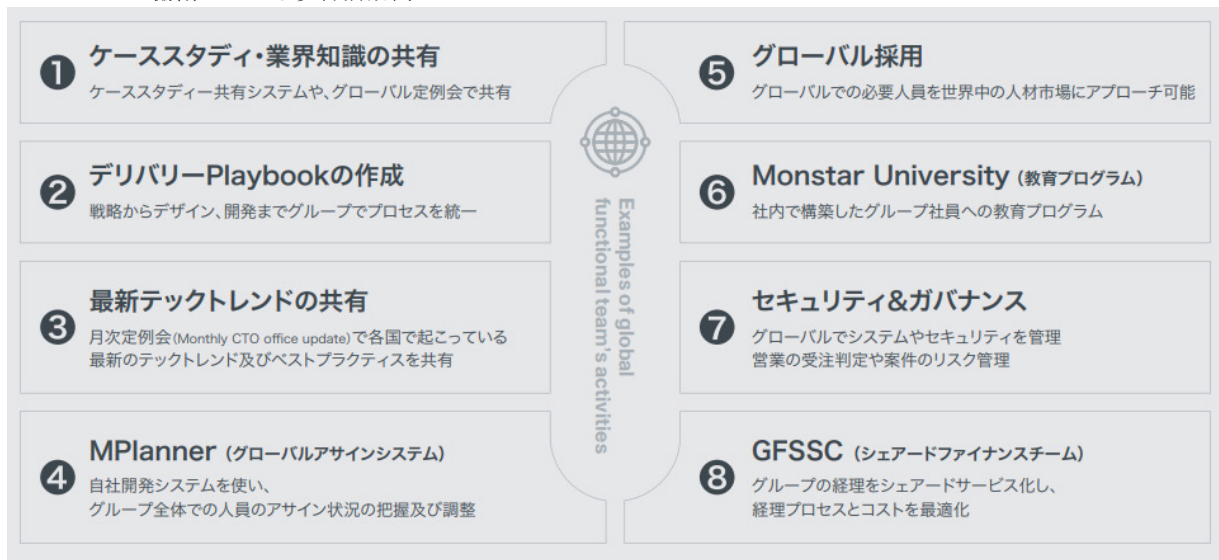 ❶
ケーススタディ・業界知識の共有
ケーススタディー共有システムや、グローバル定例会で共有
❷
デリバリーPlaybookの作成
戦略からデザイン、開発までグループでプロセスを統一
❸
最新テックトレンドの共有
月次定例会(Monthly CTO office update)で各国で起こっている
最新のテックトレンド及びベストプラクティスを共有
❹
MPlanner（グローバルアサインシステム）
自社開発システムを使い、
グループ全体での人員のアサイン状況の把握及び調整
Examples of global
functional team's activities
❺
グローバル採用
グローバルでの必要人員を世界中の人材市場にアプローチ可能
❻
Monstar University（教育プログラム）
社内で構築したグループ社員への教育プログラム
❼
セキュリティ&ガバナンス
グローバルでシステムやセキュリティを管理
営業の受注判定や案件のリスク管理
❽
GFSSC（シェアードファイナンスチーム）
グループの経理をシェアードサービス化し、
経理プロセスとコストを最適化